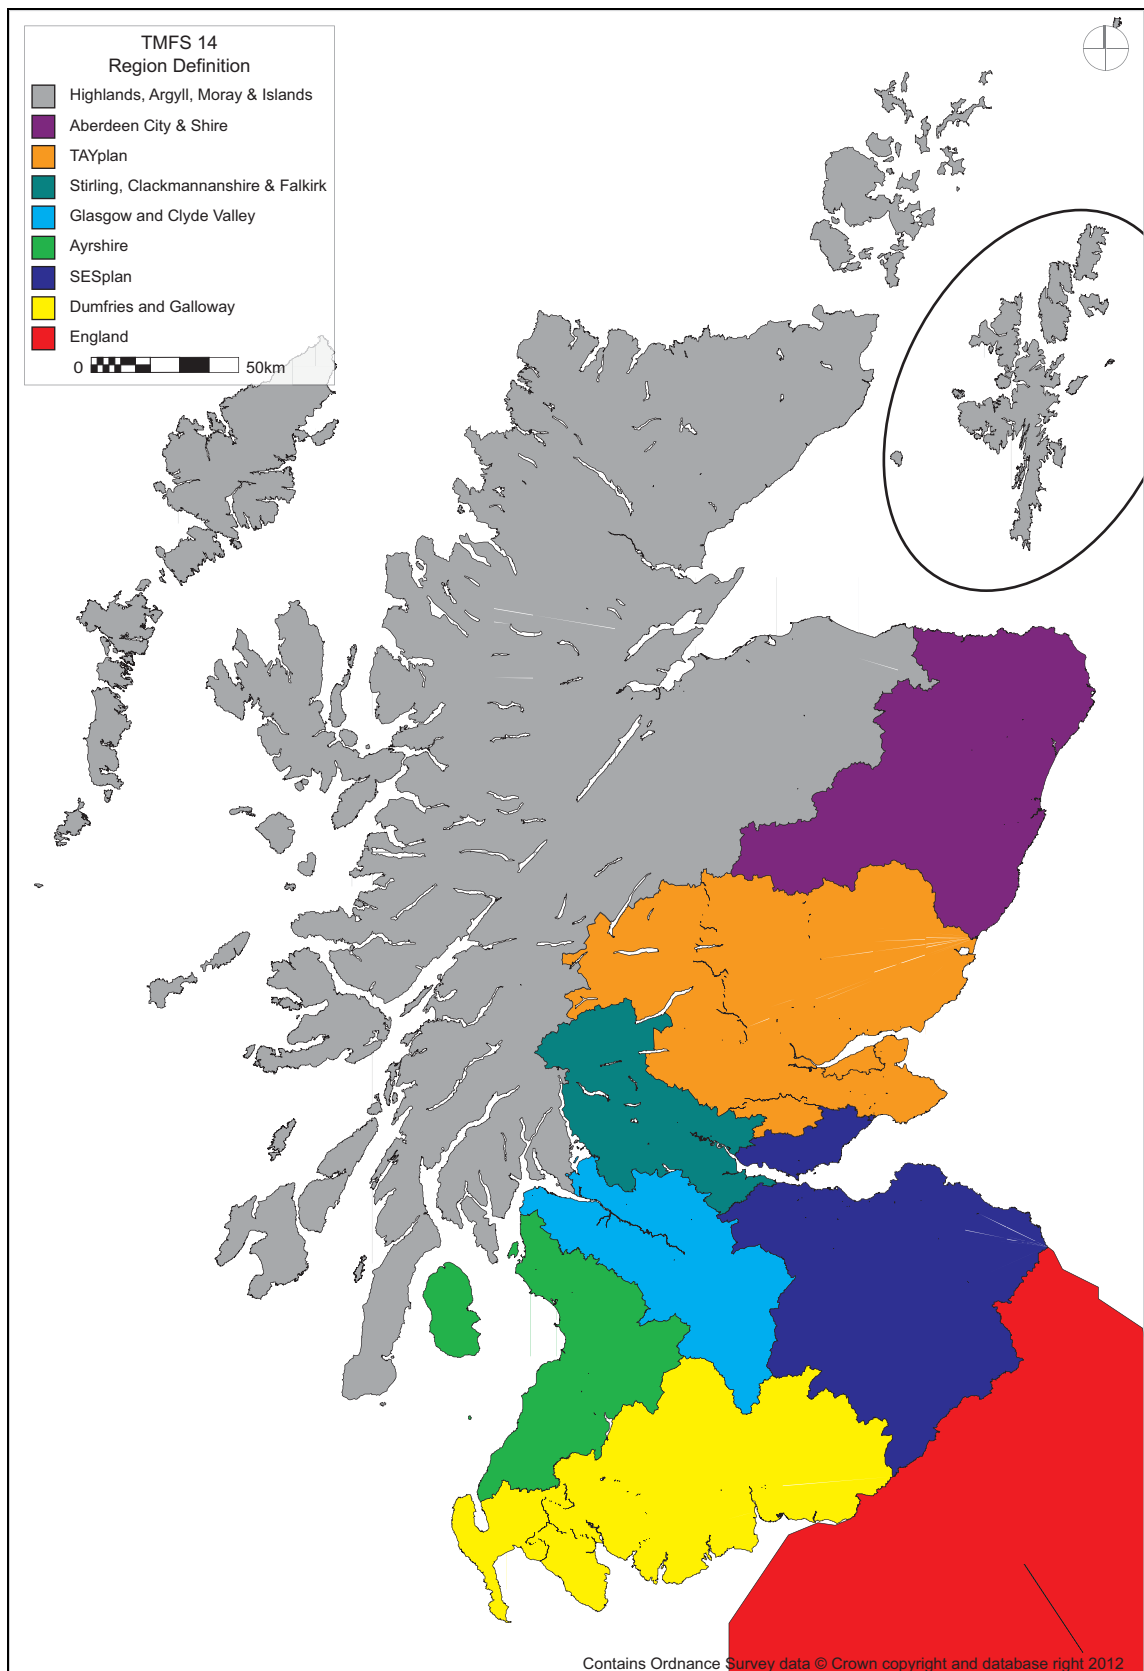 TMFS 14
Region Definition
Highlands, Argyll, Moray & Islands
Aberdeen City & Shire
TAYplan
Stirling, Clackmannanshire & Falkirk
Glasgow and Clyde Valley
Ayrshire
SESplan
Dumfries and Galloway
England
0 50km
Contains Ordnance Survey data © Crown copyright and database right 2012